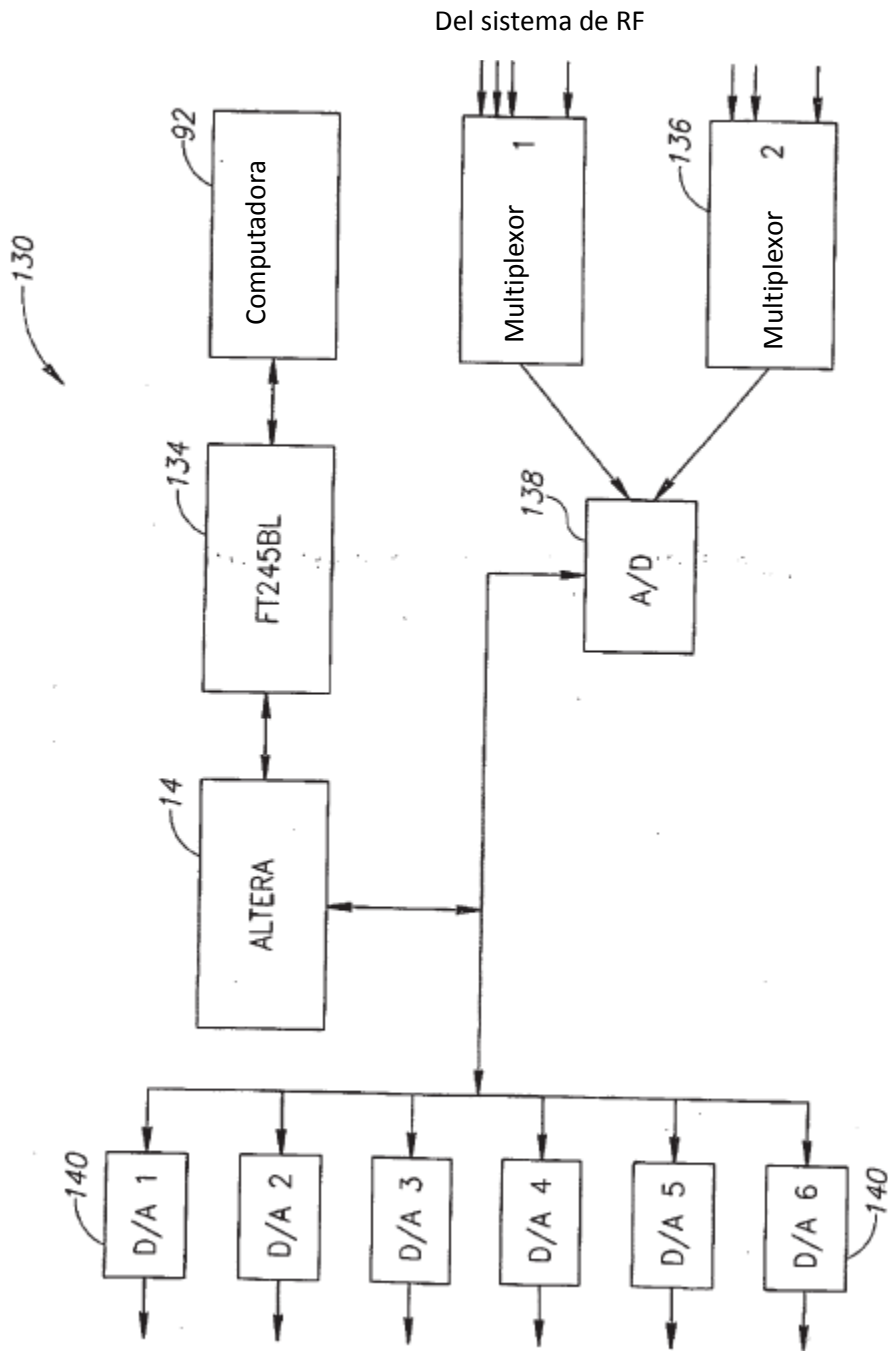 Del sistema de RF
130
92
Computadora
134
FT245BL
14
ALTERA
1
Multiplexor
136
2
Multiplexor
138
A/D
140
D/A 1
D/A 2
D/A 3
D/A 4
D/A 5
D/A 6
140